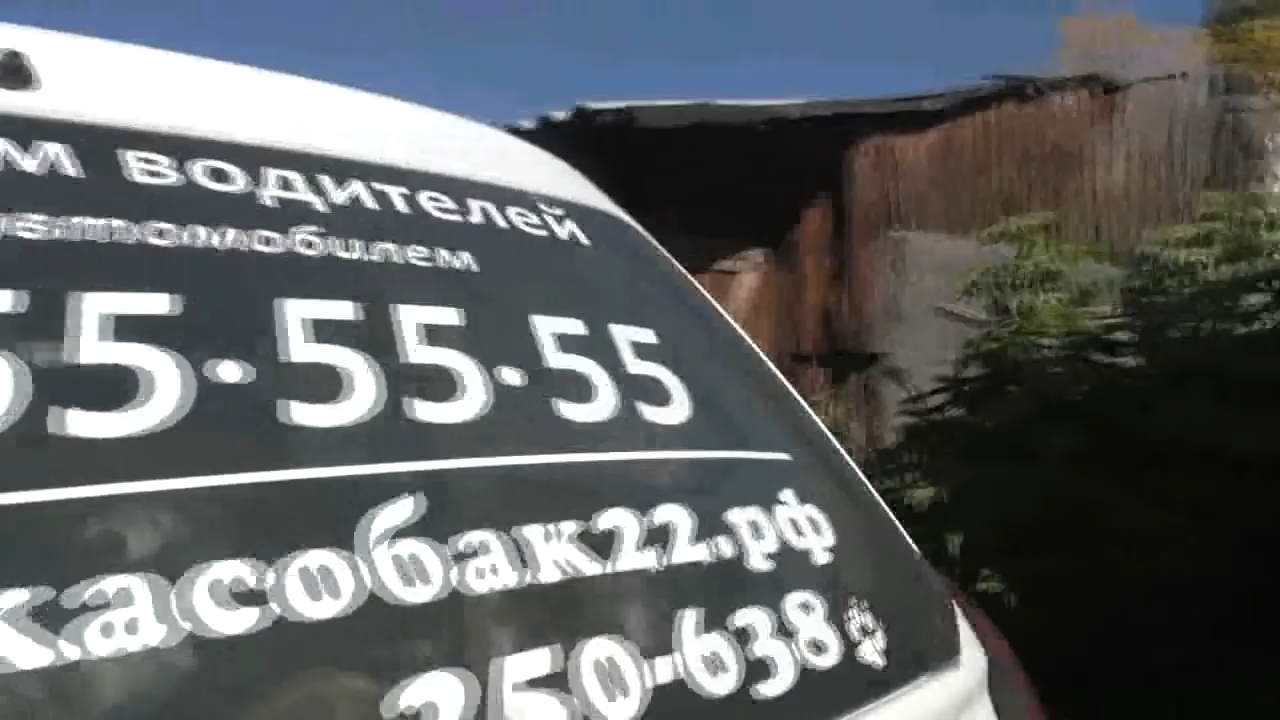 м водителей
автомобилем
55·55·55
касобак22.рф
250-638